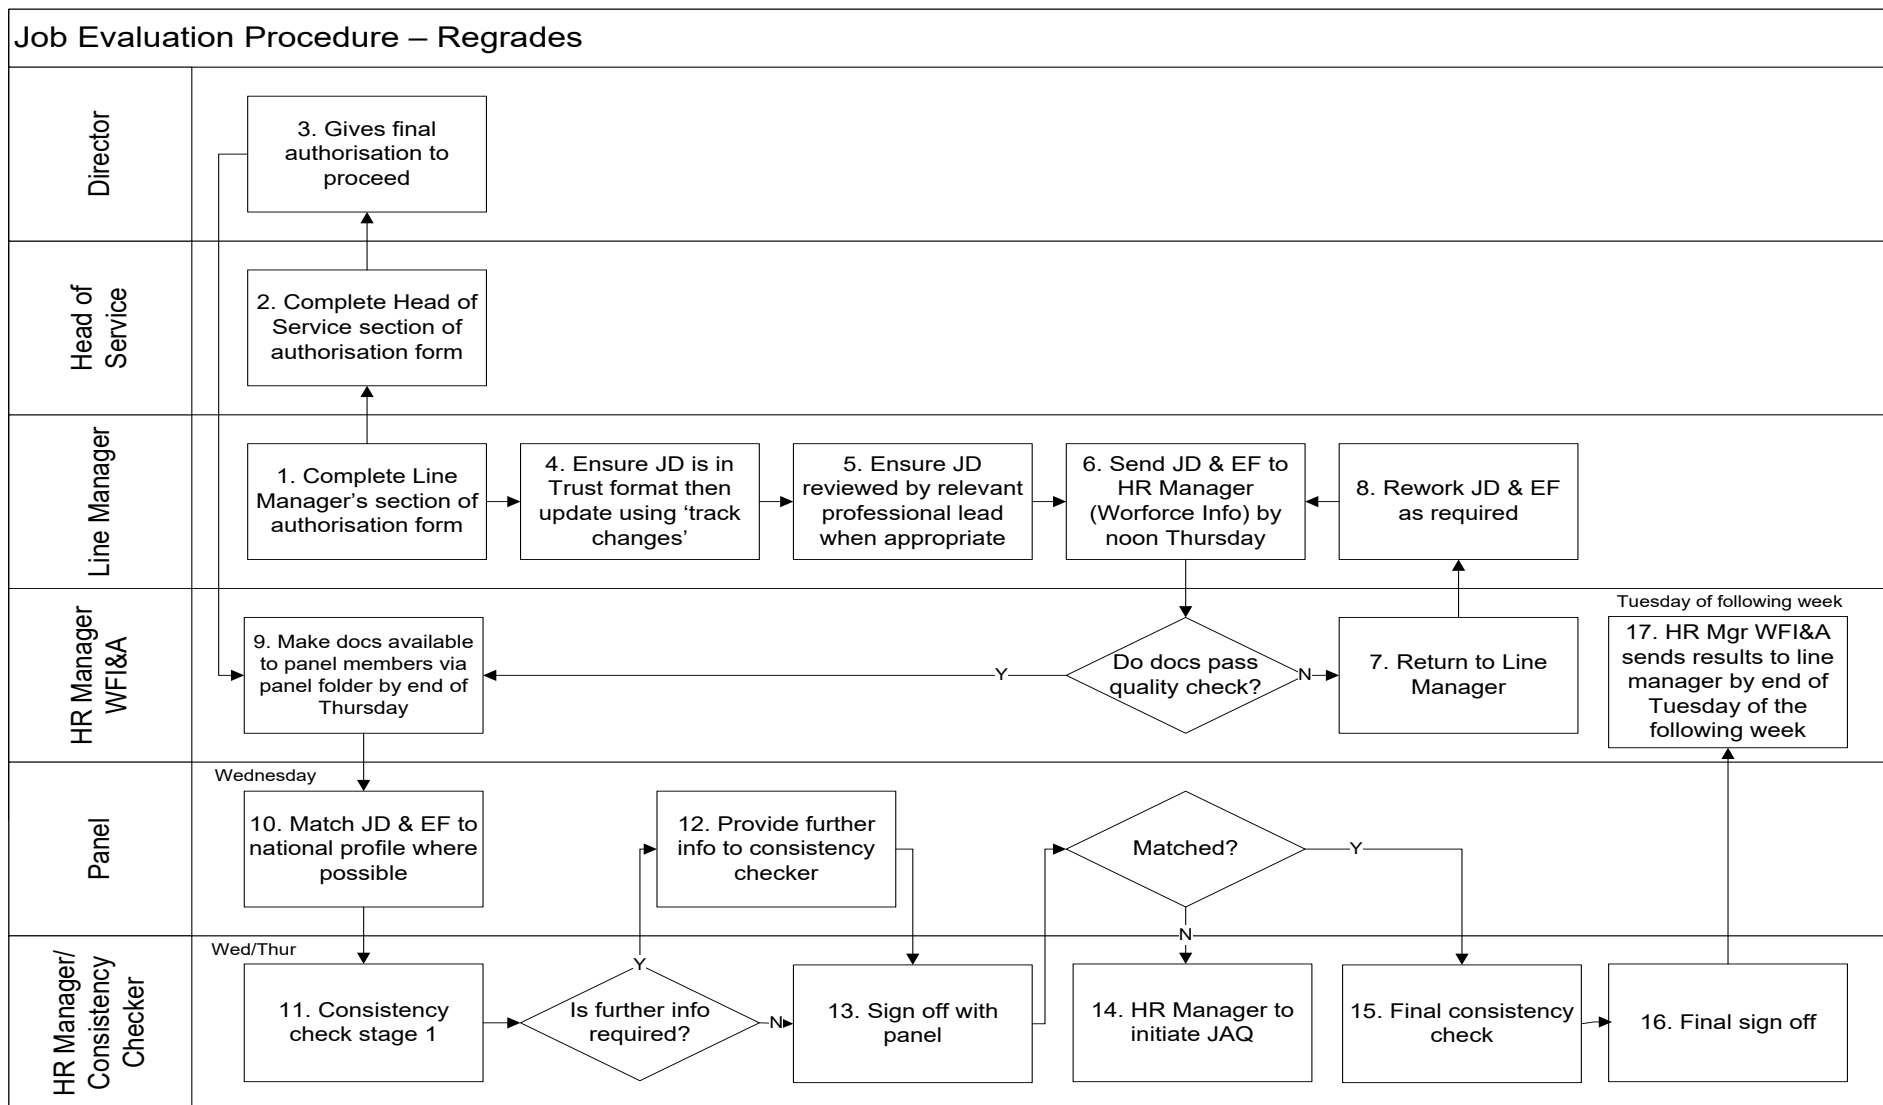 Job Evaluation Procedure – Regrades
Director
3. Gives final
authorisation to
proceed
Head of
Service
2. Complete Head of
Service section of
authorisation form
Line Manager
1. Complete Line
Manager’s section of
authorisation form
4. Ensure JD is in
Trust format then
update using ‘track
changes’
5. Ensure JD
reviewed by relevant
professional lead
when appropriate
6. Send JD & EF to
HR Manager
(Worforce Info) by
noon Thursday
8. Rework JD & EF
as required
HR Manager
WFI&A
9. Make docs available
to panel members via
panel folder by end of
Thursday
Y
Do docs pass
quality check?
N
7. Return to Line
Manager
Tuesday of following week
17. HR Mgr WFI&A
sends results to line
manager by end of
Tuesday of the
following week
Panel
Wednesday
10. Match JD & EF to
national profile where
possible
12. Provide further
info to consistency
checker
Matched?
Y
N
HR Manager/
Consistency
Checker
Wed/Thur
11. Consistency
check stage 1
Y
Is further info
required?
N
13. Sign off with
panel
14. HR Manager to
initiate JAQ
15. Final consistency
check
16. Final sign off